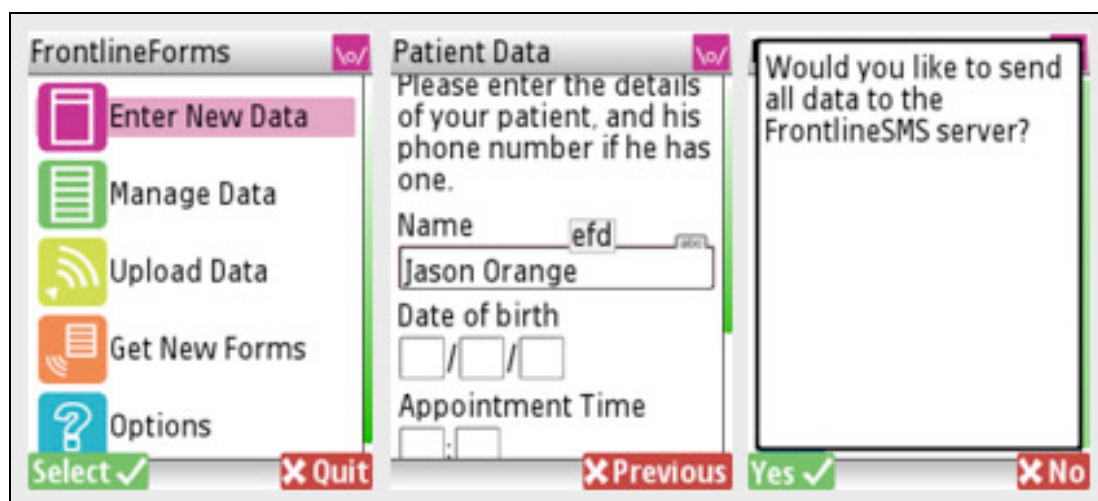 FrontlineForms \o/
Enter New Data
Manage Data
Upload Data
Get New Forms
Options
Select
Quit
Patient Data \o/
Please enter the details
of your patient, and his
phone number if he has
one.
Name
efd
abc
Jason Orange
Date of birth
/ /
Appointment Time
:
Previous
Would you like to send
all data to the
FrontlineSMS server?
Yes
No